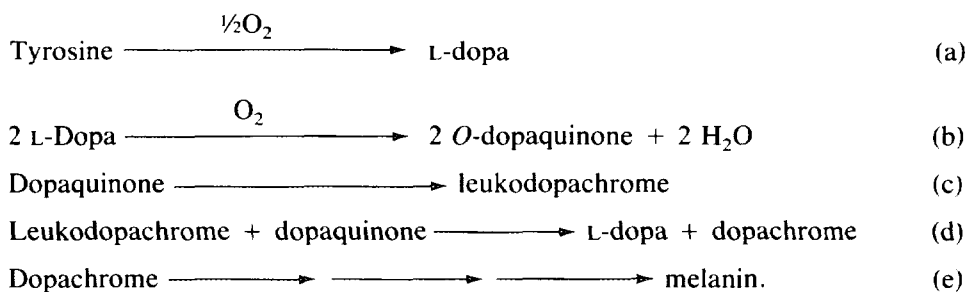 ½O₂
Tyrosine ⟶ L-dopa (a)
O₂
2 L-Dopa ⟶ 2 O-dopaquinone + 2 H₂O (b)
Dopaquinone ⟶ leukodopachrome (c)
Leukodopachrome + dopaquinone ⟶ L-dopa + dopachrome (d)
Dopachrome ⟶ ⟶ ⟶ melanin. (e)